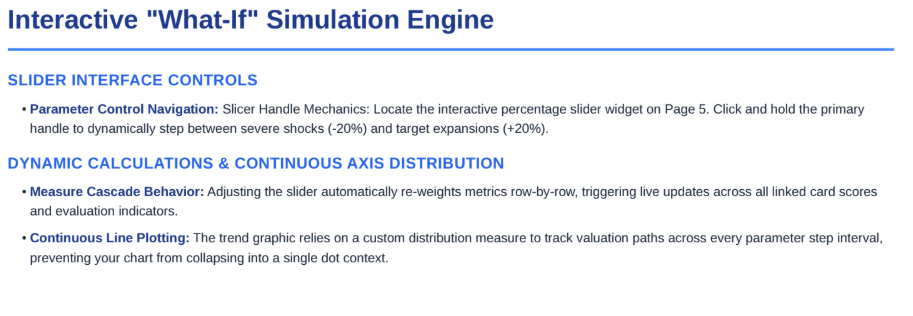 Interactive "What-If" Simulation Engine
SLIDER INTERFACE CONTROLS
• Parameter Control Navigation: Slicer Handle Mechanics: Locate the interactive percentage slider widget on Page 5. Click and hold the primary
handle to dynamically step between severe shocks (-20%) and target expansions (+20%).
DYNAMIC CALCULATIONS & CONTINUOUS AXIS DISTRIBUTION
• Measure Cascade Behavior: Adjusting the slider automatically re-weights metrics row-by-row, triggering live updates across all linked card scores
and evaluation indicators.
• Continuous Line Plotting: The trend graphic relies on a custom distribution measure to track valuation paths across every parameter step interval,
preventing your chart from collapsing into a single dot context.